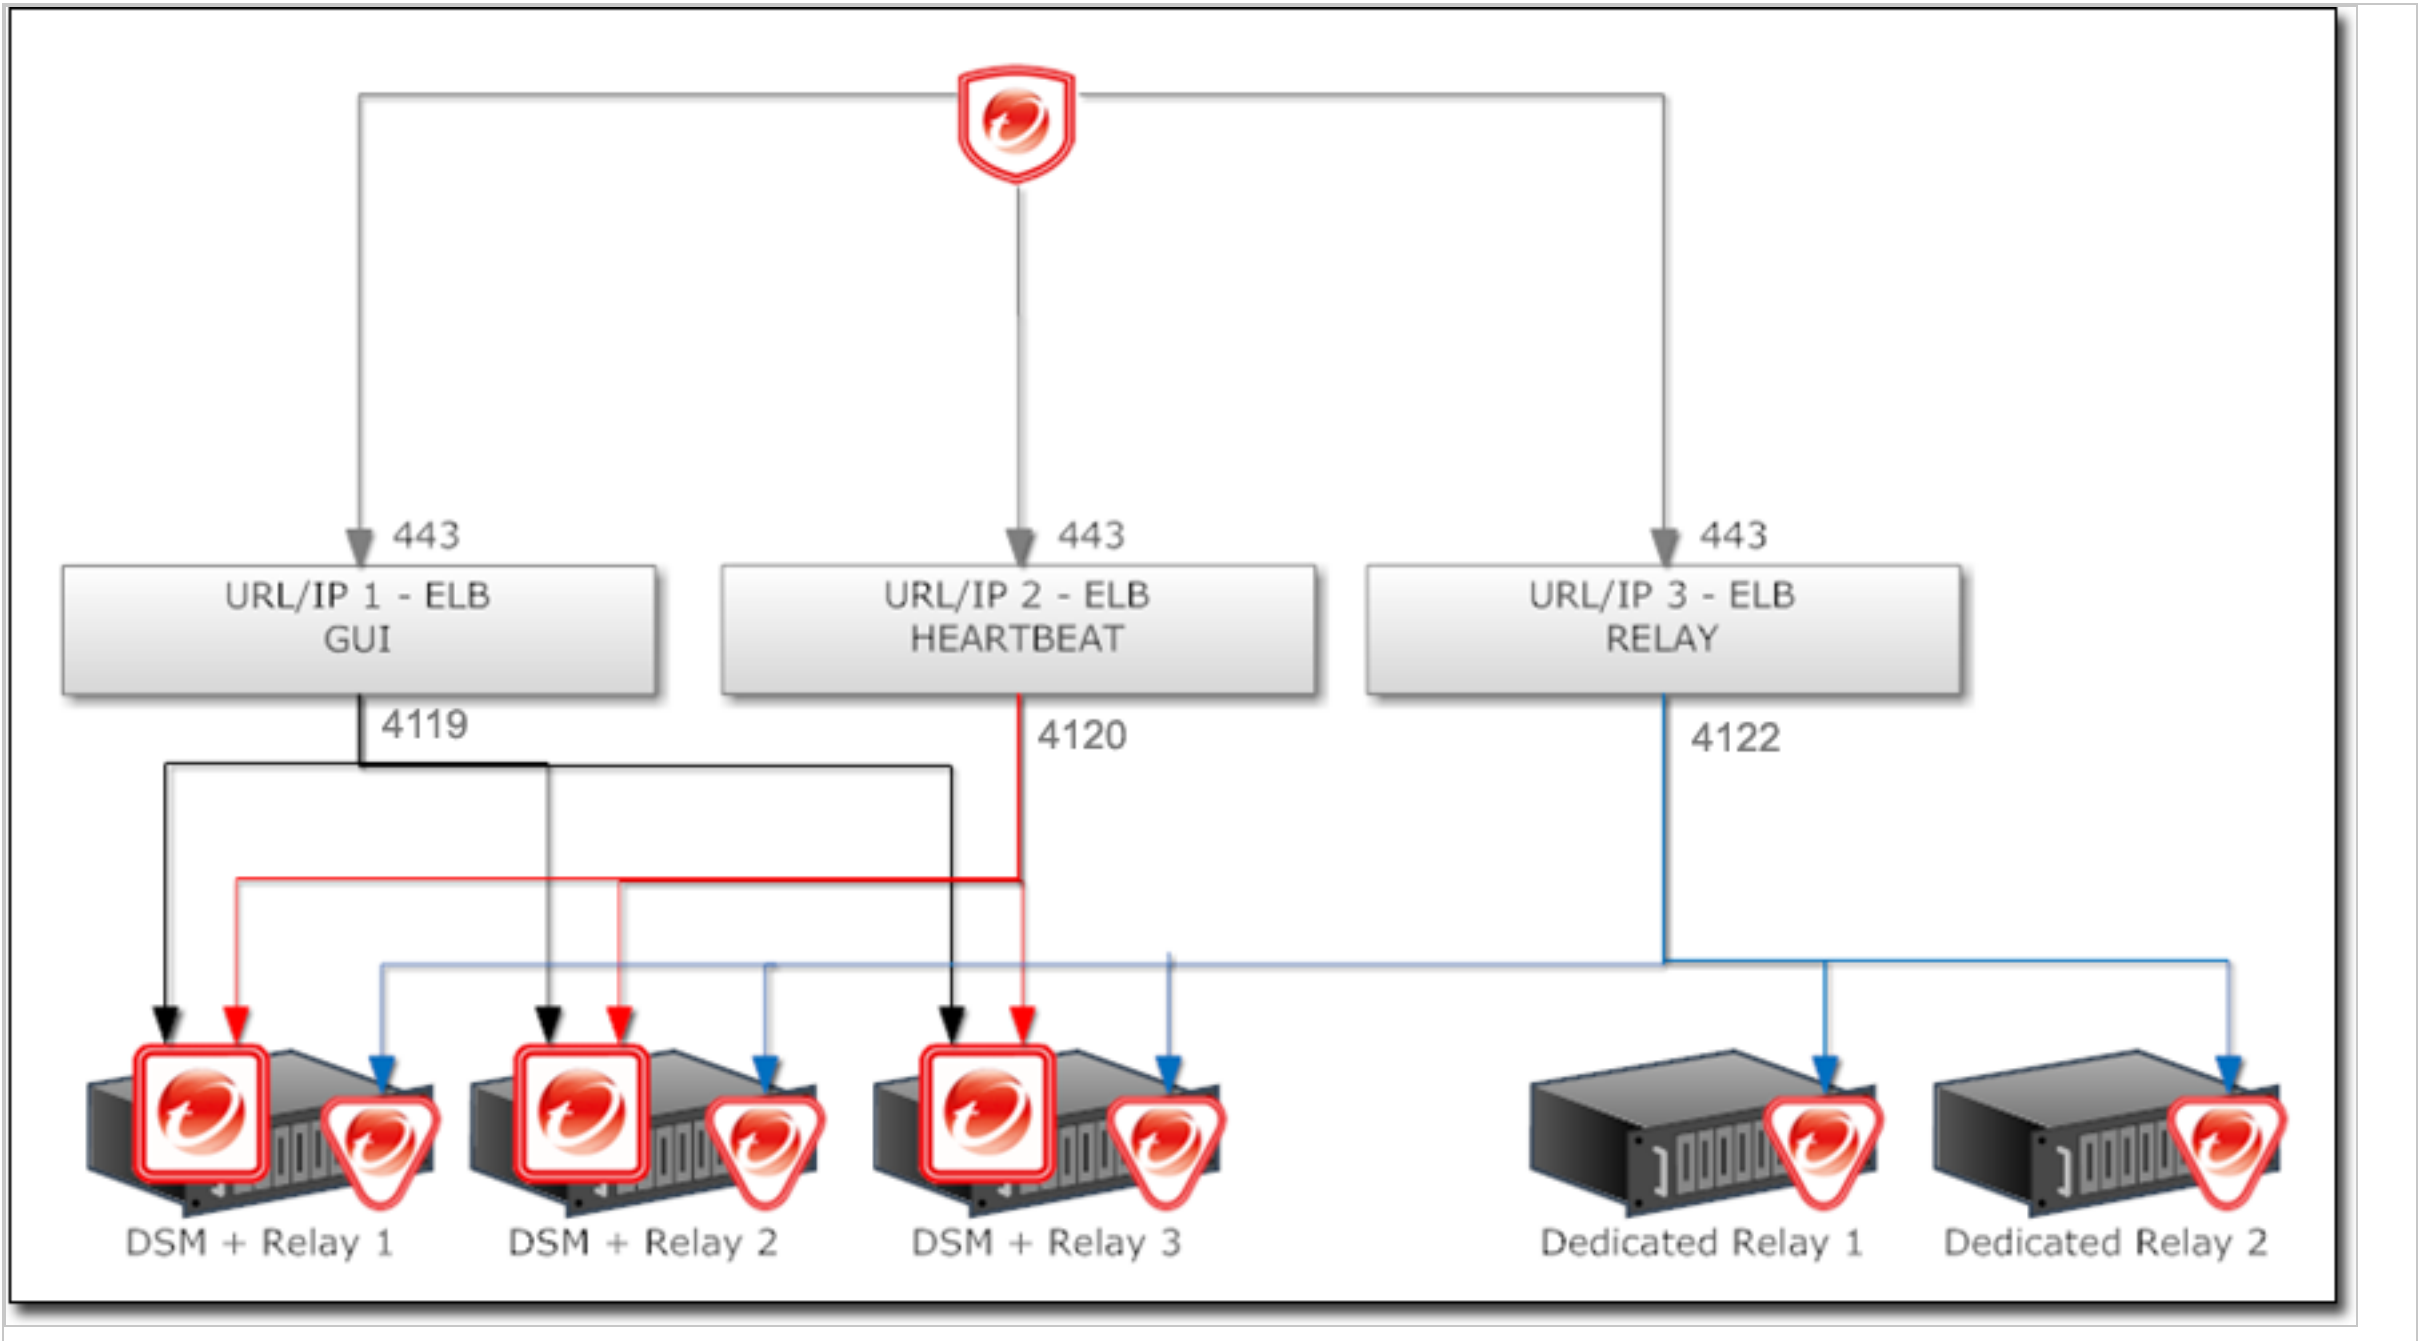 443
443
443
URL/IP 1 - ELB
GUI
URL/IP 2 - ELB
HEARTBEAT
URL/IP 3 - ELB
RELAY
4119
4120
4122
DSM + Relay 1
DSM + Relay 2
DSM + Relay 3
Dedicated Relay 1
Dedicated Relay 2